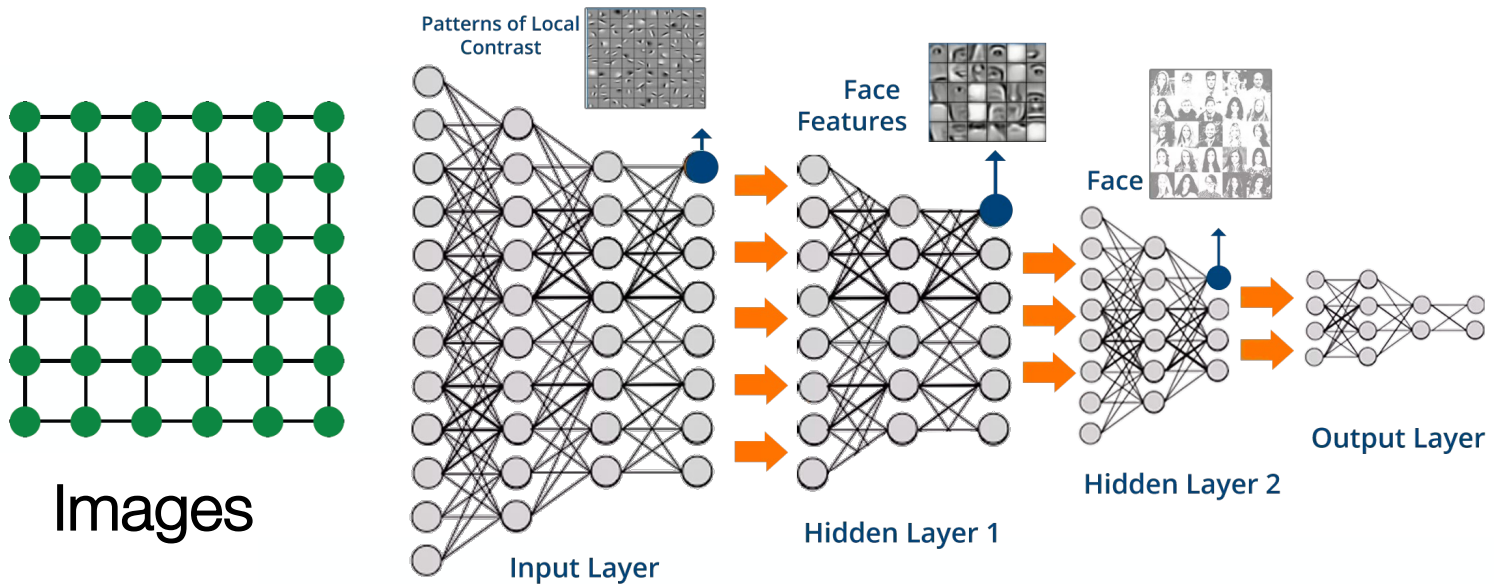 Patterns of Local
Contrast
Face
Features
Face
Images
Input Layer
Hidden Layer 1
Hidden Layer 2
Output Layer